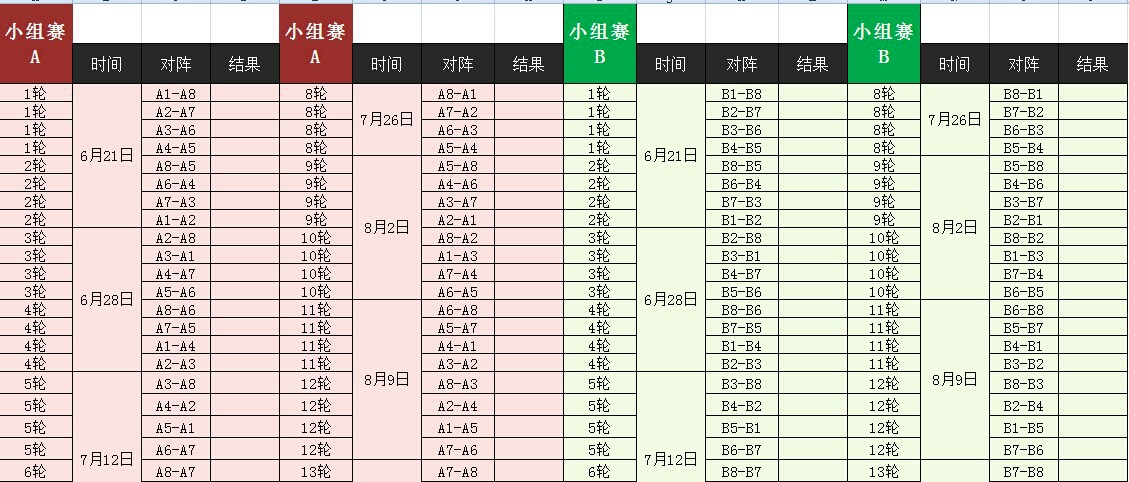 小组赛 小组赛 小组赛 小组赛
A 时间 对阵 结果 A 时间 对阵 结果 B 时间 对阵 结果 B 时间 对阵 结果
1轮 A1-A8 8轮 A8-A1 1轮 B1-B8 8轮 B8-B1
1轮 A2-A7 8轮 7月26日 A7-A2 1轮 B2-B7 8轮 7月26日 B7-B2
1轮 A3-A6 8轮 A6-A3 1轮 B3-B6 8轮 B6-B3
1轮 6月21日 A4-A5 8轮 A5-A4 1轮 6月21日 B4-B5 8轮 B5-B4
2轮 A8-A5 9轮 A5-A8 2轮 B8-B5 9轮 B5-B8
2轮 A6-A4 9轮 A4-A6 2轮 B6-B4 9轮 B4-B6
2轮 A7-A3 9轮 A3-A7 2轮 B7-B3 9轮 B3-B7
2轮 A1-A2 9轮 8月2日 A2-A1 2轮 B1-B2 9轮 8月2日 B2-B1
3轮 A2-A8 10轮 A8-A2 3轮 B2-B8 10轮 B8-B2
3轮 A3-A1 10轮 A1-A3 3轮 B3-B1 10轮 B1-B3
3轮 A4-A7 10轮 A7-A4 3轮 B4-B7 10轮 B7-B4
3轮 6月28日 A5-A6 10轮 A6-A5 3轮 6月28日 B5-B6 10轮 B6-B5
4轮 A8-A6 11轮 A6-A8 4轮 B8-B6 11轮 B6-B8
4轮 A7-A5 11轮 A5-A7 4轮 B7-B5 11轮 B5-B7
4轮 A1-A4 11轮 A4-A1 4轮 B1-B4 11轮 B4-B1
4轮 A2-A3 11轮 A3-A2 4轮 B2-B3 11轮 B3-B2
5轮 A3-A8 12轮 8月9日 A8-A3 5轮 B3-B8 12轮 8月9日 B8-B3
5轮 A4-A2 12轮 A2-A4 5轮 B4-B2 12轮 B2-B4
5轮 A5-A1 12轮 A1-A5 5轮 B5-B1 12轮 B1-B5
5轮 7月12日 A6-A7 12轮 A7-A6 5轮 7月12日 B6-B7 12轮 B7-B6
6轮 A8-A7 13轮 A7-A8 6轮 B8-B7 13轮 B7-B8